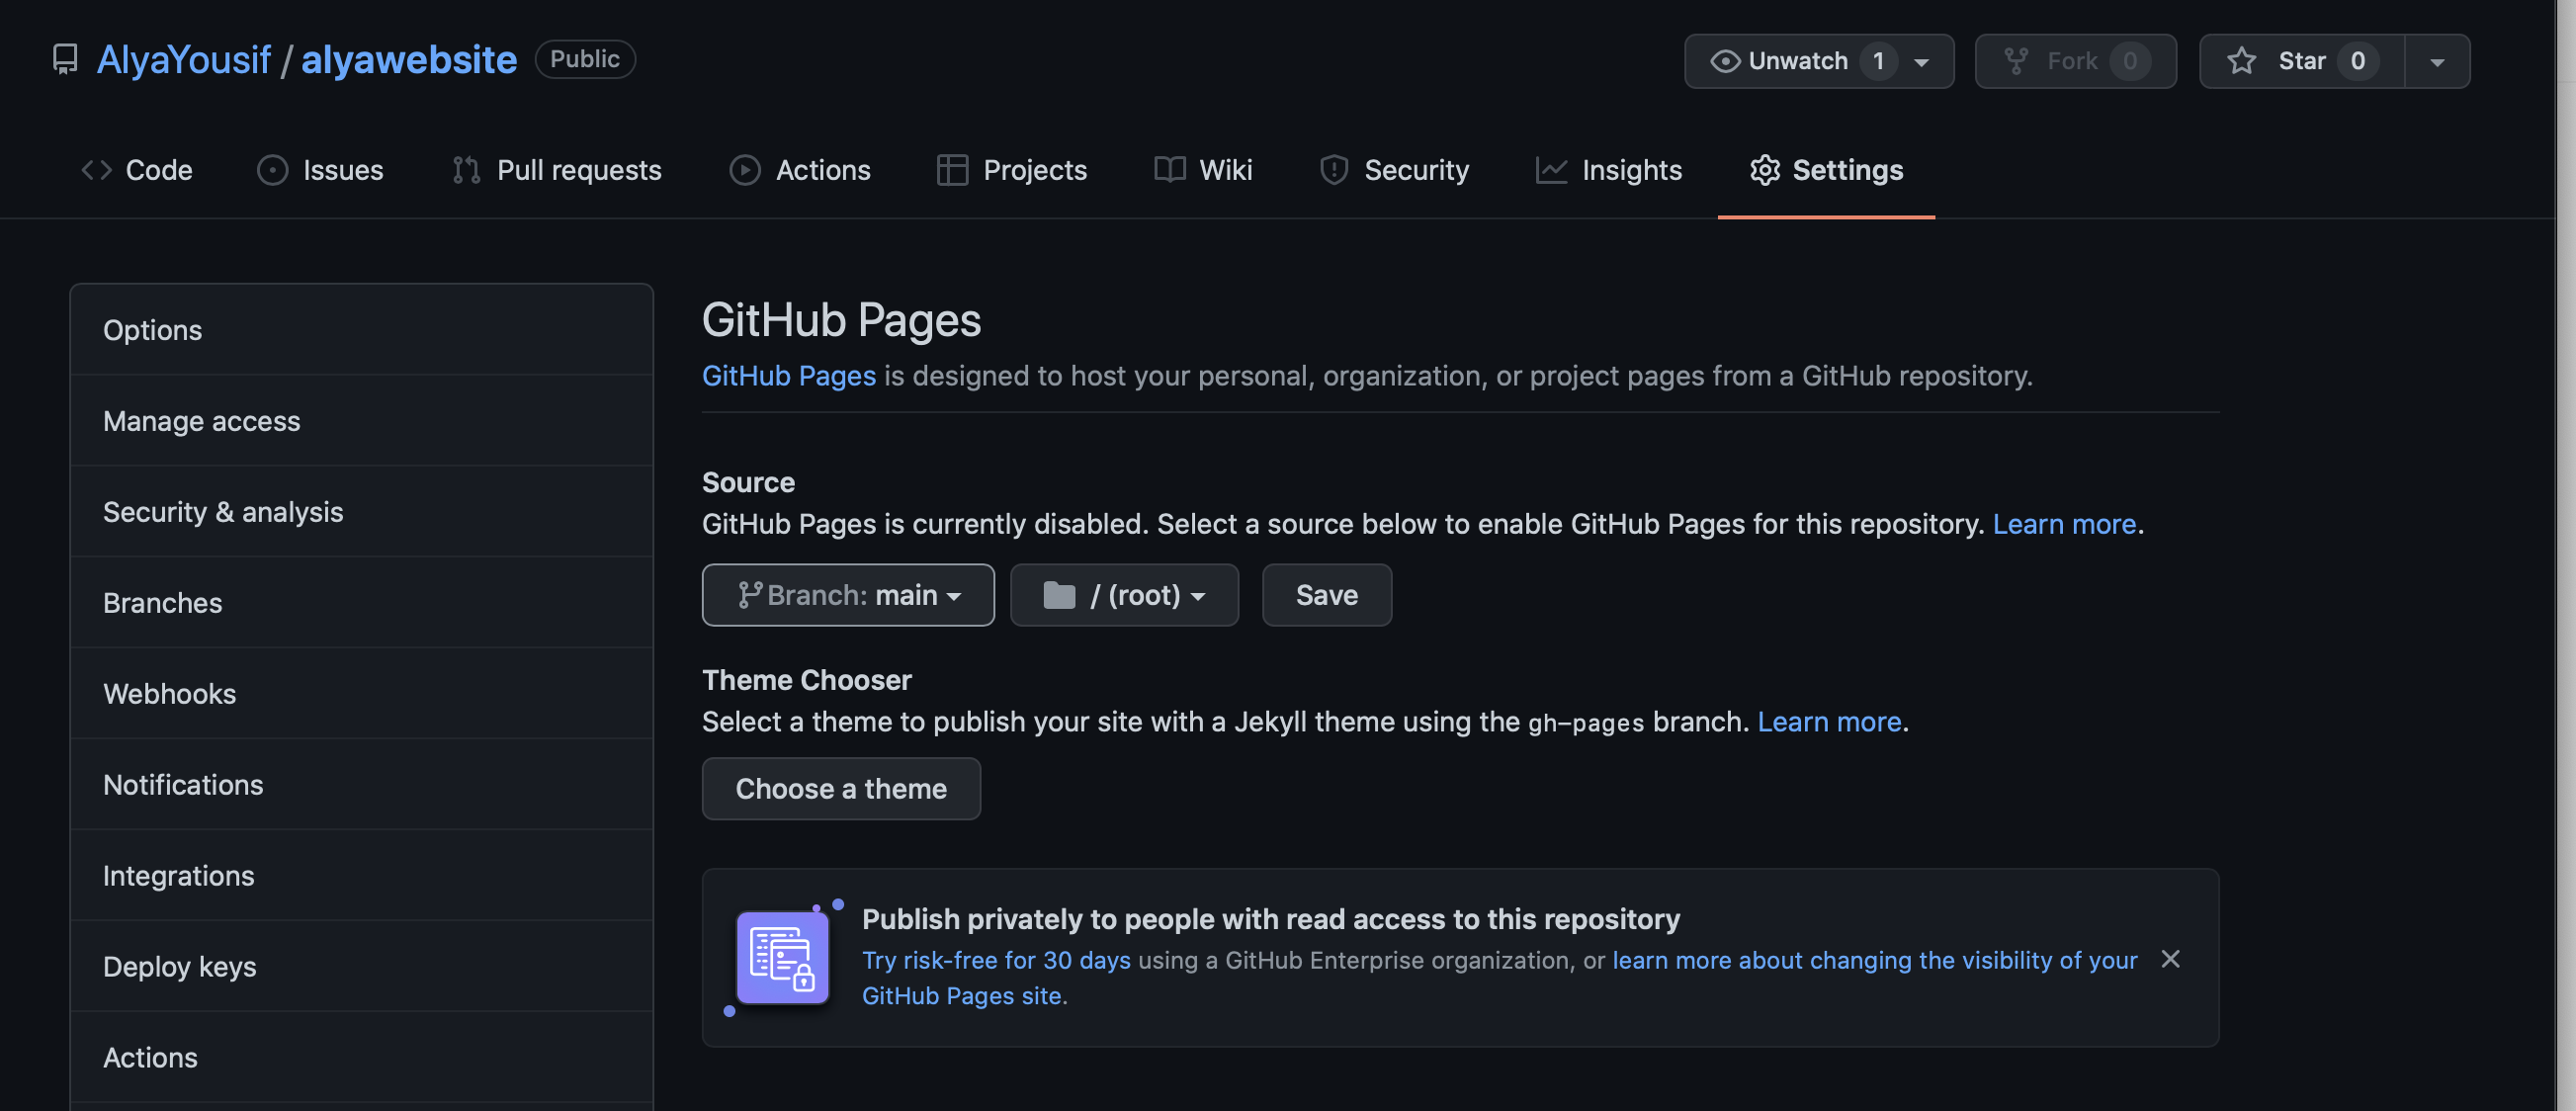 AlyaYousif / alyawebsite Public
Unwatch 1 Fork 0 Star 0
Code Issues Pull requests Actions Projects Wiki Security Insights Settings
Options
Manage access
Security & analysis
Branches
Webhooks
Notifications
Integrations
Deploy keys
Actions
GitHub Pages
GitHub Pages is designed to host your personal, organization, or project pages from a GitHub repository.
Source
GitHub Pages is currently disabled. Select a source below to enable GitHub Pages for this repository. Learn more.
Branch: main / (root) Save
Theme Chooser
Select a theme to publish your site with a Jekyll theme using the gh-pages branch. Learn more.
Choose a theme
Publish privately to people with read access to this repository
Try risk-free for 30 days using a GitHub Enterprise organization, or learn more about changing the visibility of your
GitHub Pages site.